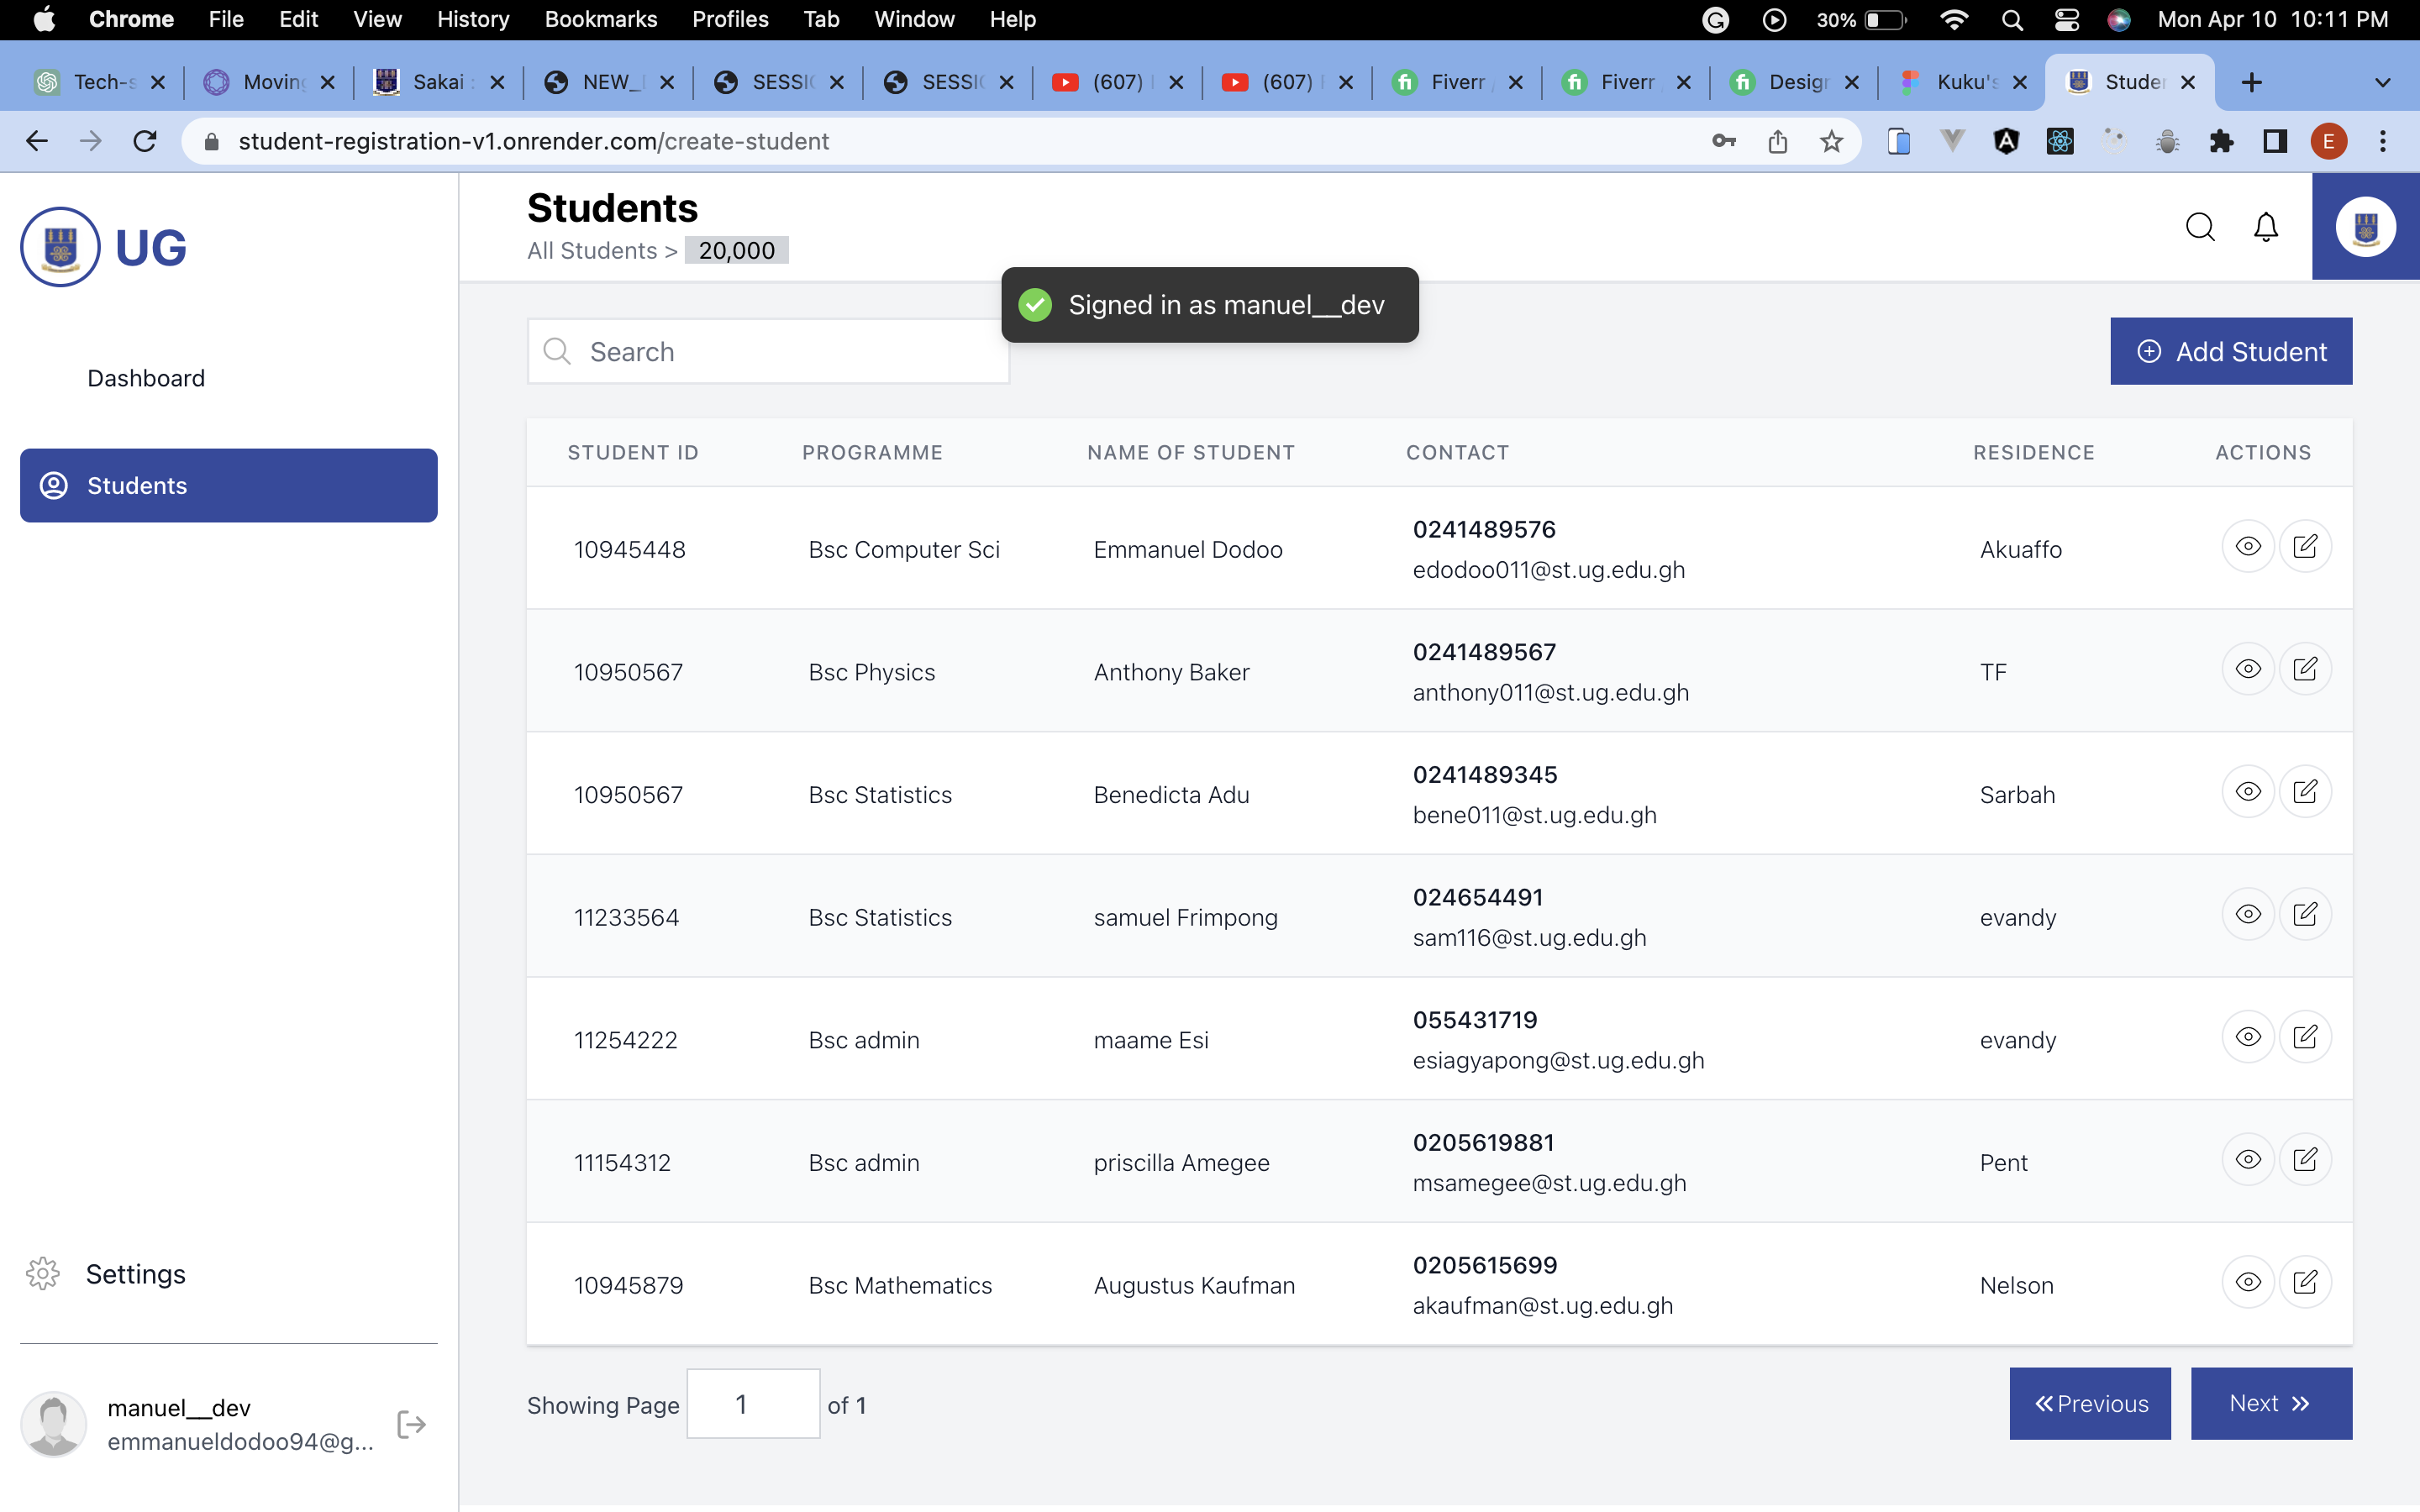 Chrome File Edit View History Bookmarks Profiles Tab Window Help 30% Mon Apr 10 10:11 PM
Tech-s Moving Sakai : NEW_ SESSI SESSI (607) (607) Fiverr Fiverr Design Kuku's Studen
student-registration-v1.onrender.com/create-student E
UG
Students
All Students > 20,000
Signed in as manuel__dev
Search
Add Student
Dashboard
Students
STUDENT ID PROGRAMME NAME OF STUDENT CONTACT RESIDENCE ACTIONS
0241489576
10945448 Bsc Computer Sci Emmanuel Dodoo Akuaffo
edodoo011@st.ug.edu.gh
0241489567
10950567 Bsc Physics Anthony Baker TF
anthony011@st.ug.edu.gh
0241489345
10950567 Bsc Statistics Benedicta Adu Sarbah
bene011@st.ug.edu.gh
024654491
11233564 Bsc Statistics samuel Frimpong evandy
sam116@st.ug.edu.gh
055431719
11254222 Bsc admin maame Esi evandy
esiagyapong@st.ug.edu.gh
0205619881
11154312 Bsc admin priscilla Amegee Pent
msamegee@st.ug.edu.gh
0205615699
10945879 Bsc Mathematics Augustus Kaufman Nelson
akaufman@st.ug.edu.gh
Settings
Showing Page 1 of 1
Previous Next
manuel__dev
emmanueldodoo94@g...